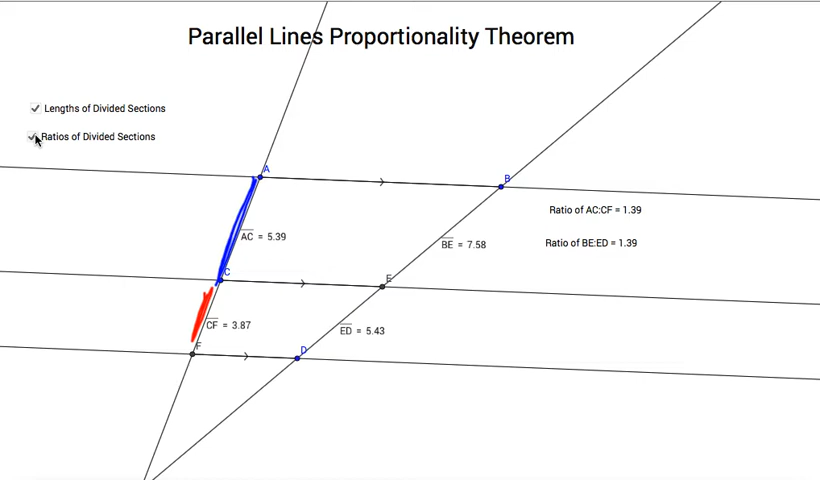 Parallel Lines Proportionality Theorem
Lengths of Divided Sections
Ratios of Divided Sections
A
B
Ratio of AC:CF = 1.39
AC = 5.39
BE = 7.58
Ratio of BE:ED = 1.39
C
E
CF = 3.87
ED = 5.43
F
D